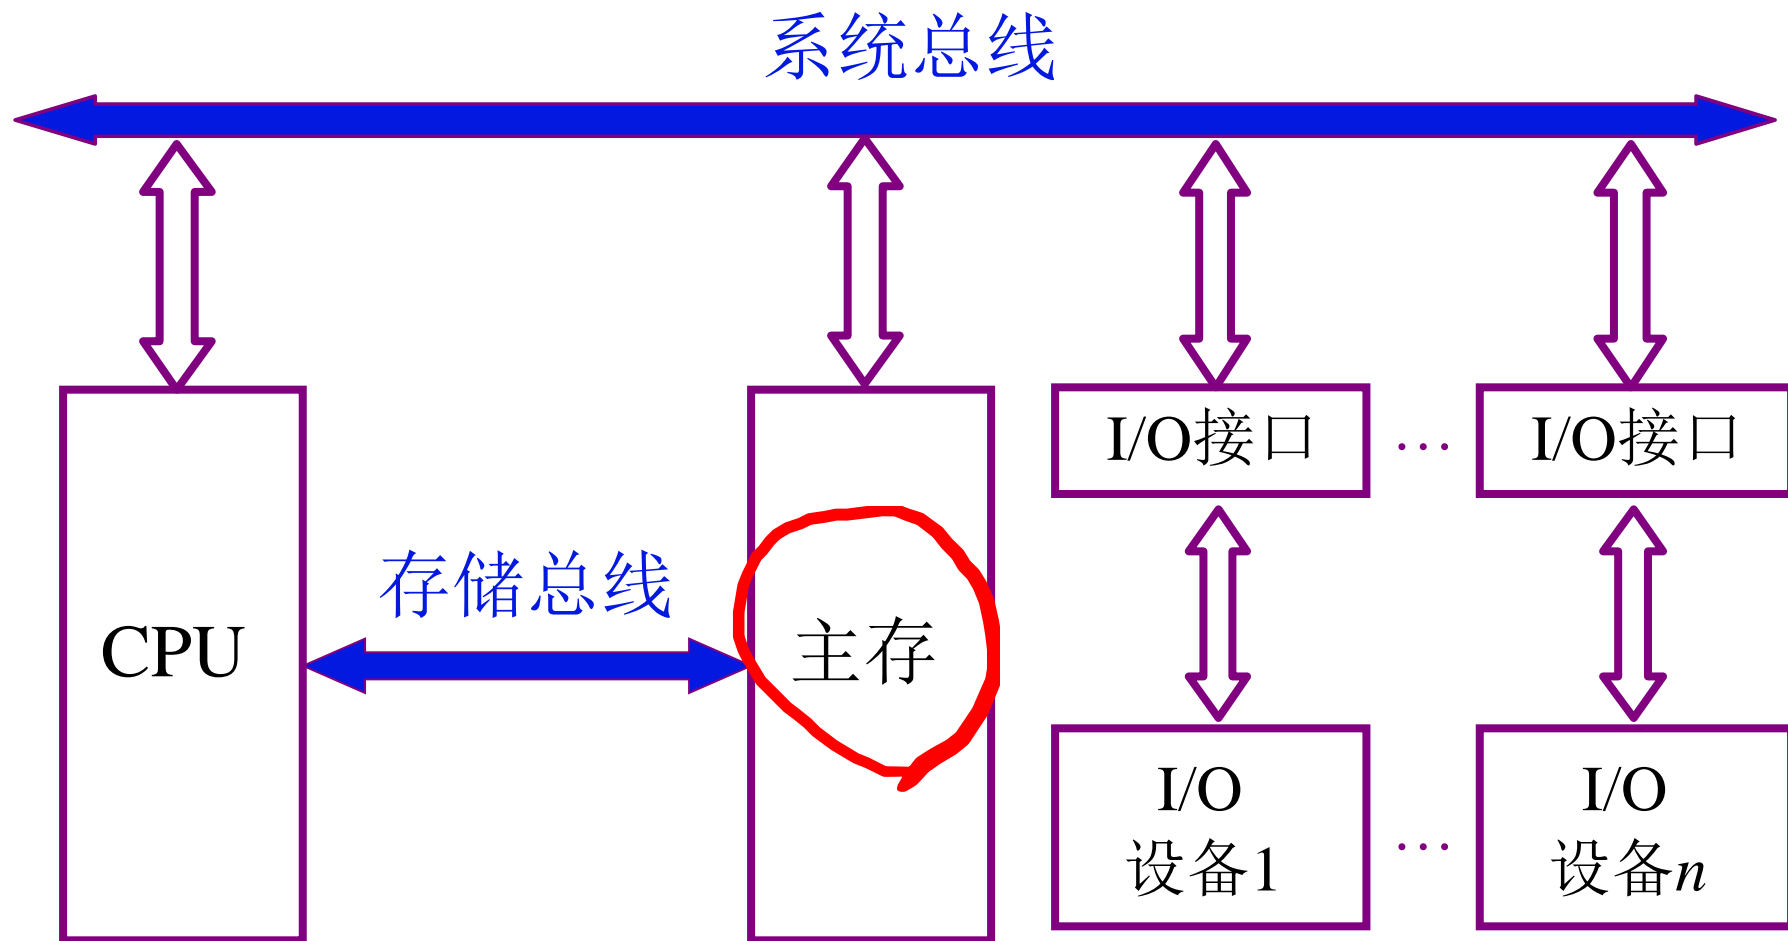 系统总线
I/O接口
…
I/O接口
存储总线
CPU
主存
I/O
设备1
…
I/O
设备n